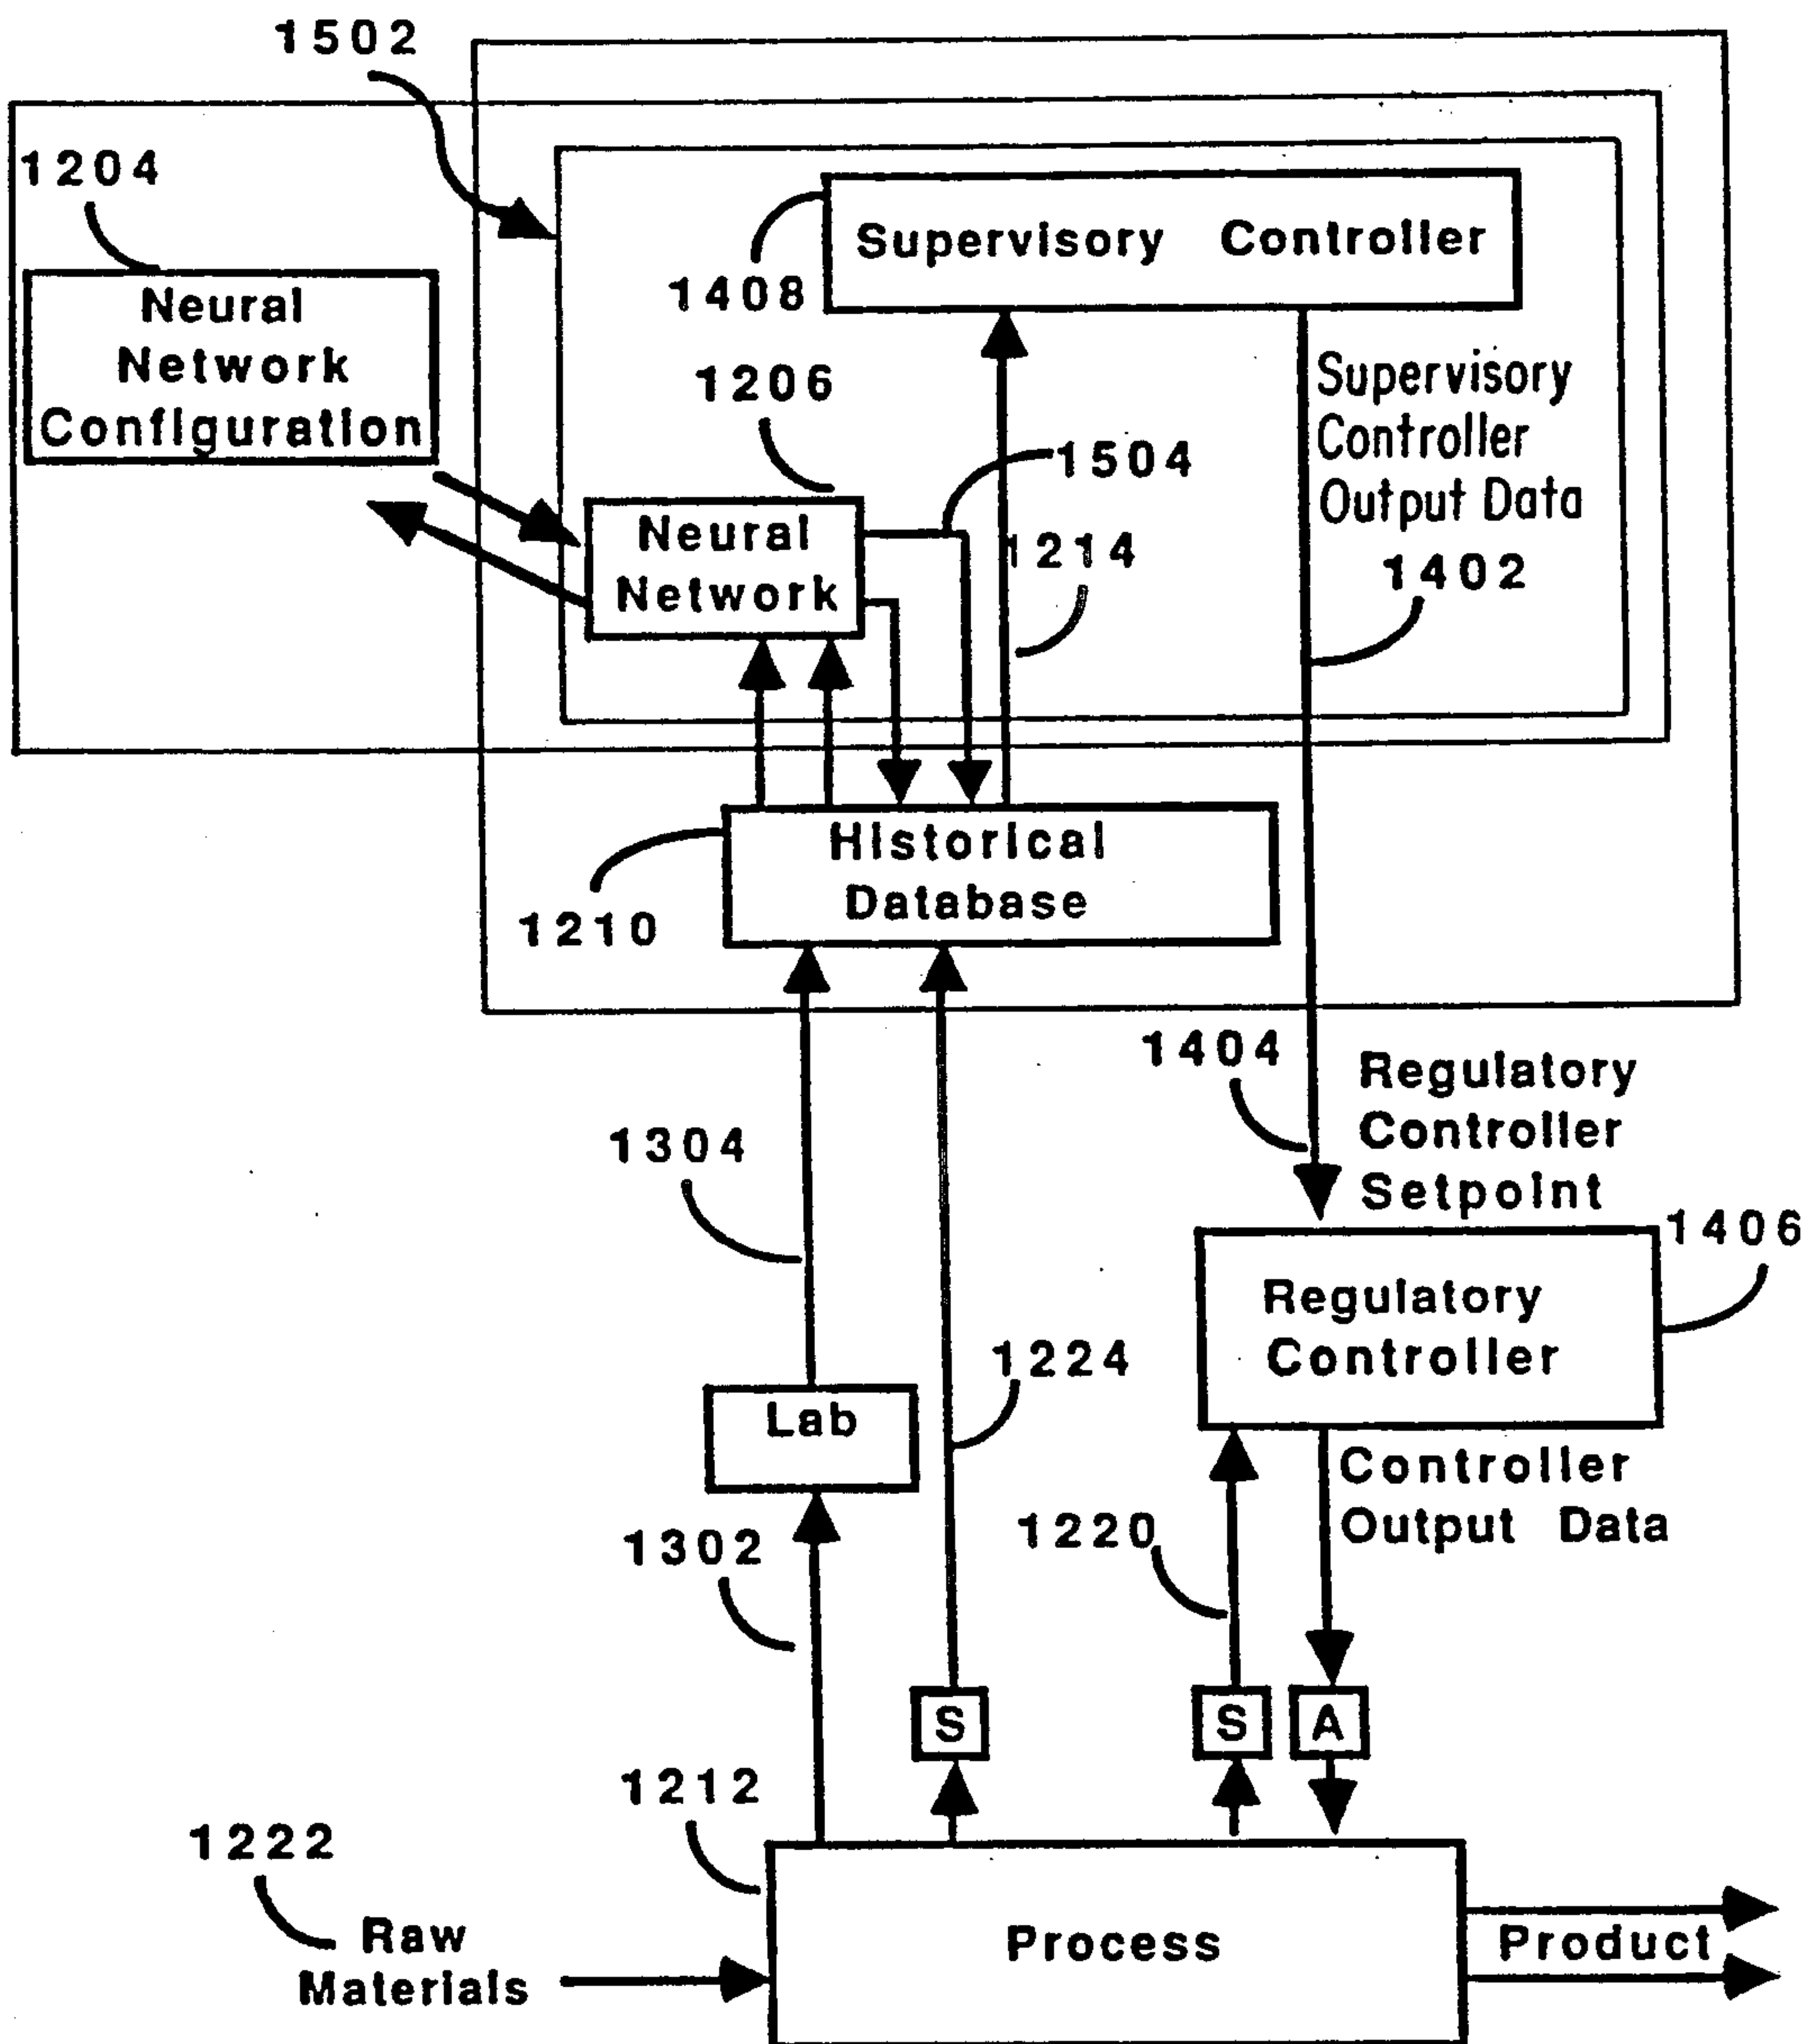 1502
1204
Neural
Network
Configuration
Supervisory Controller
1408
1206
Supervisory
Controller
Output Data
1504
Neural
Network
1214
1402
Historical
Database
1210
1404
Regulatory
Controller
Setpoint
1304
1406
Regulatory
Controller
1224
Lab
Controller
Output Data
1302
1220
S
S
A
1212
1222
Raw
Materials
Process
Product